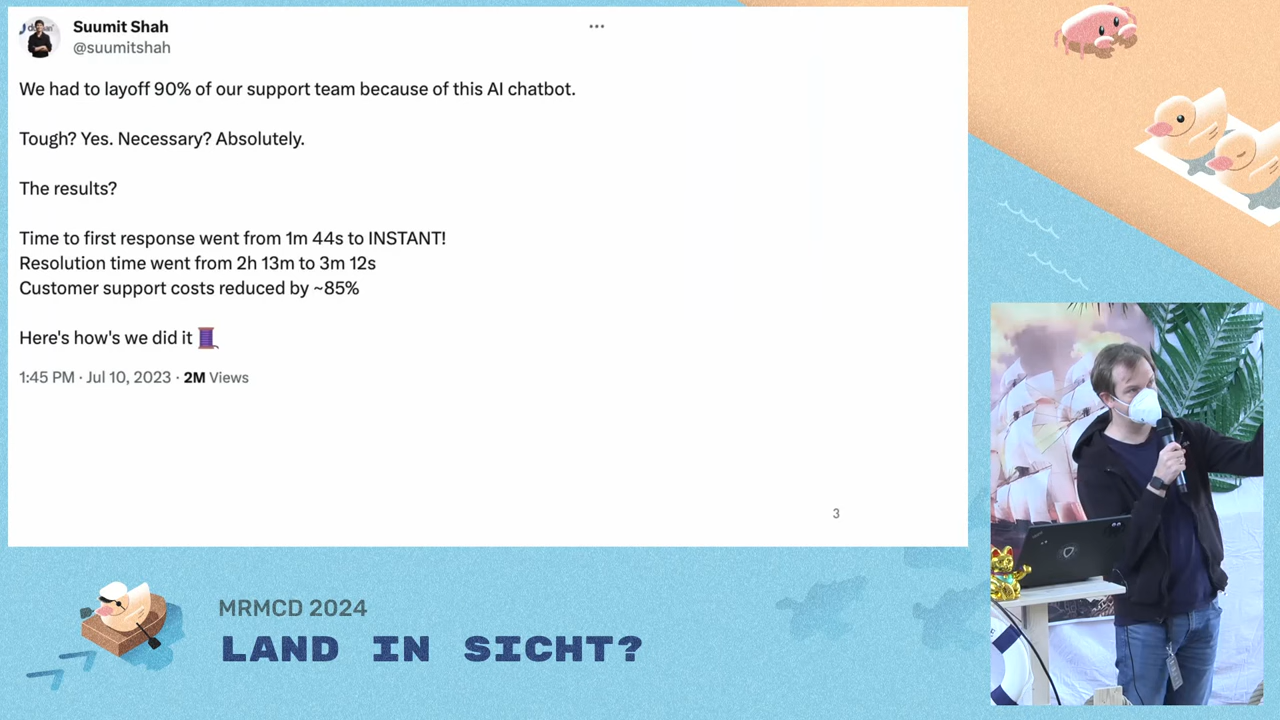 Suumit Shah
@suumitshah
We had to layoff 90% of our support team because of this AI chatbot.
Tough? Yes. Necessary? Absolutely.
The results?
Time to first response went from 1m 44s to INSTANT!
Resolution time went from 2h 13m to 3m 12s
Customer support costs reduced by ~85%
Here's how's we did it 🧵
1:45 PM · Jul 10, 2023 · 2M Views
3
MRMCD 2024
LAND IN SICHT?